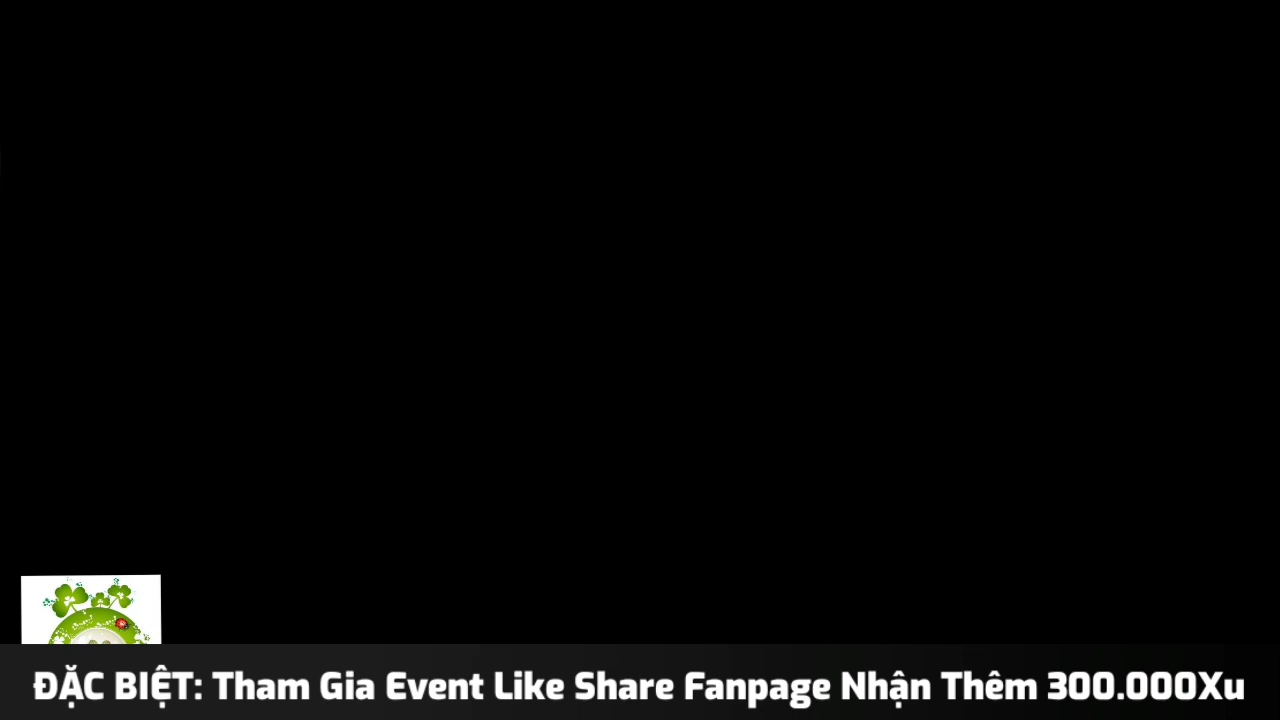 ĐẶC BIỆT: Tham Gia Event Like Share Fanpage Nhận Thêm 300.000Xu